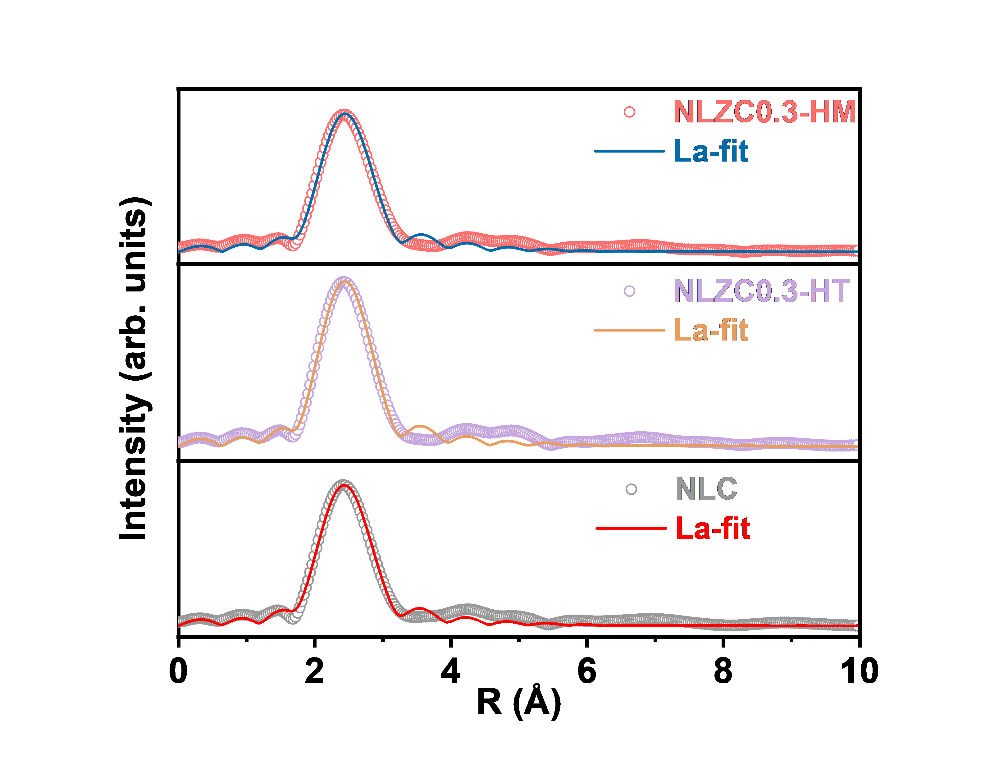 NLZC0.3-HM
La-fit
NLZC0.3-HT
La-fit
NLC
La-fit
Intensity (arb. units)
0 2 4 6 8 10
R (Å)